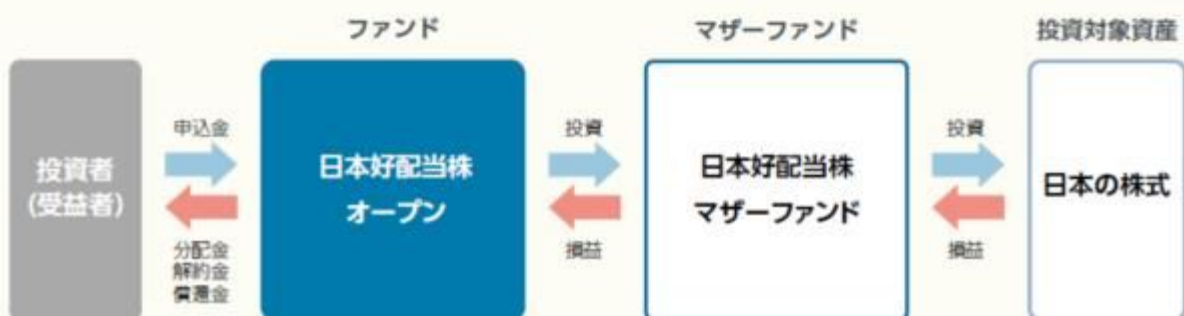 ファンド
マザーファンド
投資対象資産
投資者
(受益者)
申込金
分配金
解約金
償還金
日本好配当株
オープン
投資
損益
日本好配当株
マザーファンド
投資
損益
日本の株式